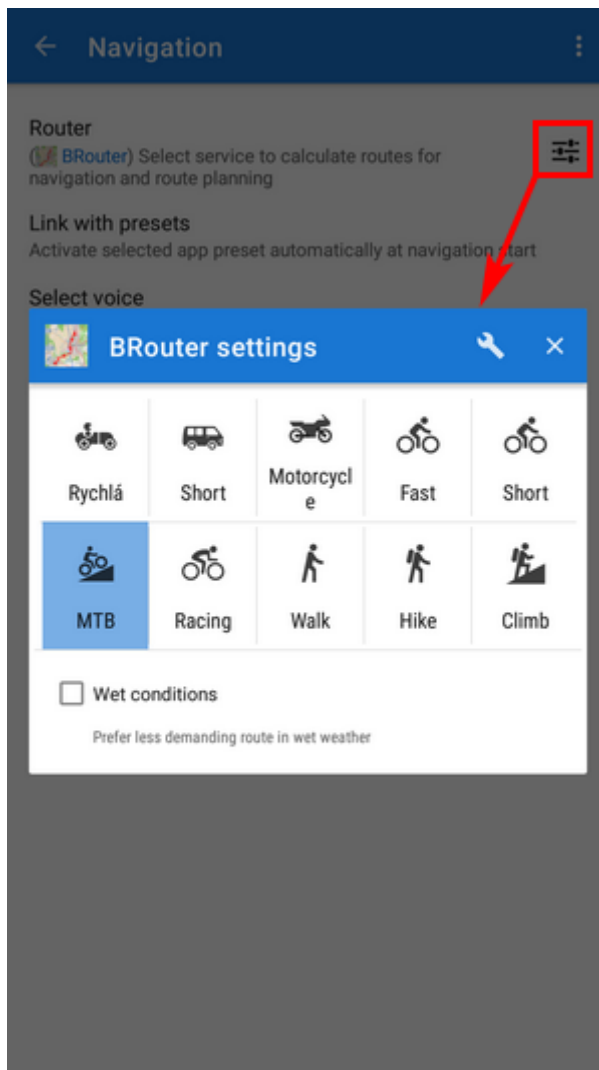 Navigation
Router
(BRouter) Select service to calculate routes for
navigation and route planning
Link with presets
Activate selected app preset automatically at navigation start
Select voice
BRouter settings
Rychlá
Short
Motorcycl
e
Fast
Short
MTB
Racing
Walk
Hike
Climb
Wet conditions
Prefer less demanding route in wet weather